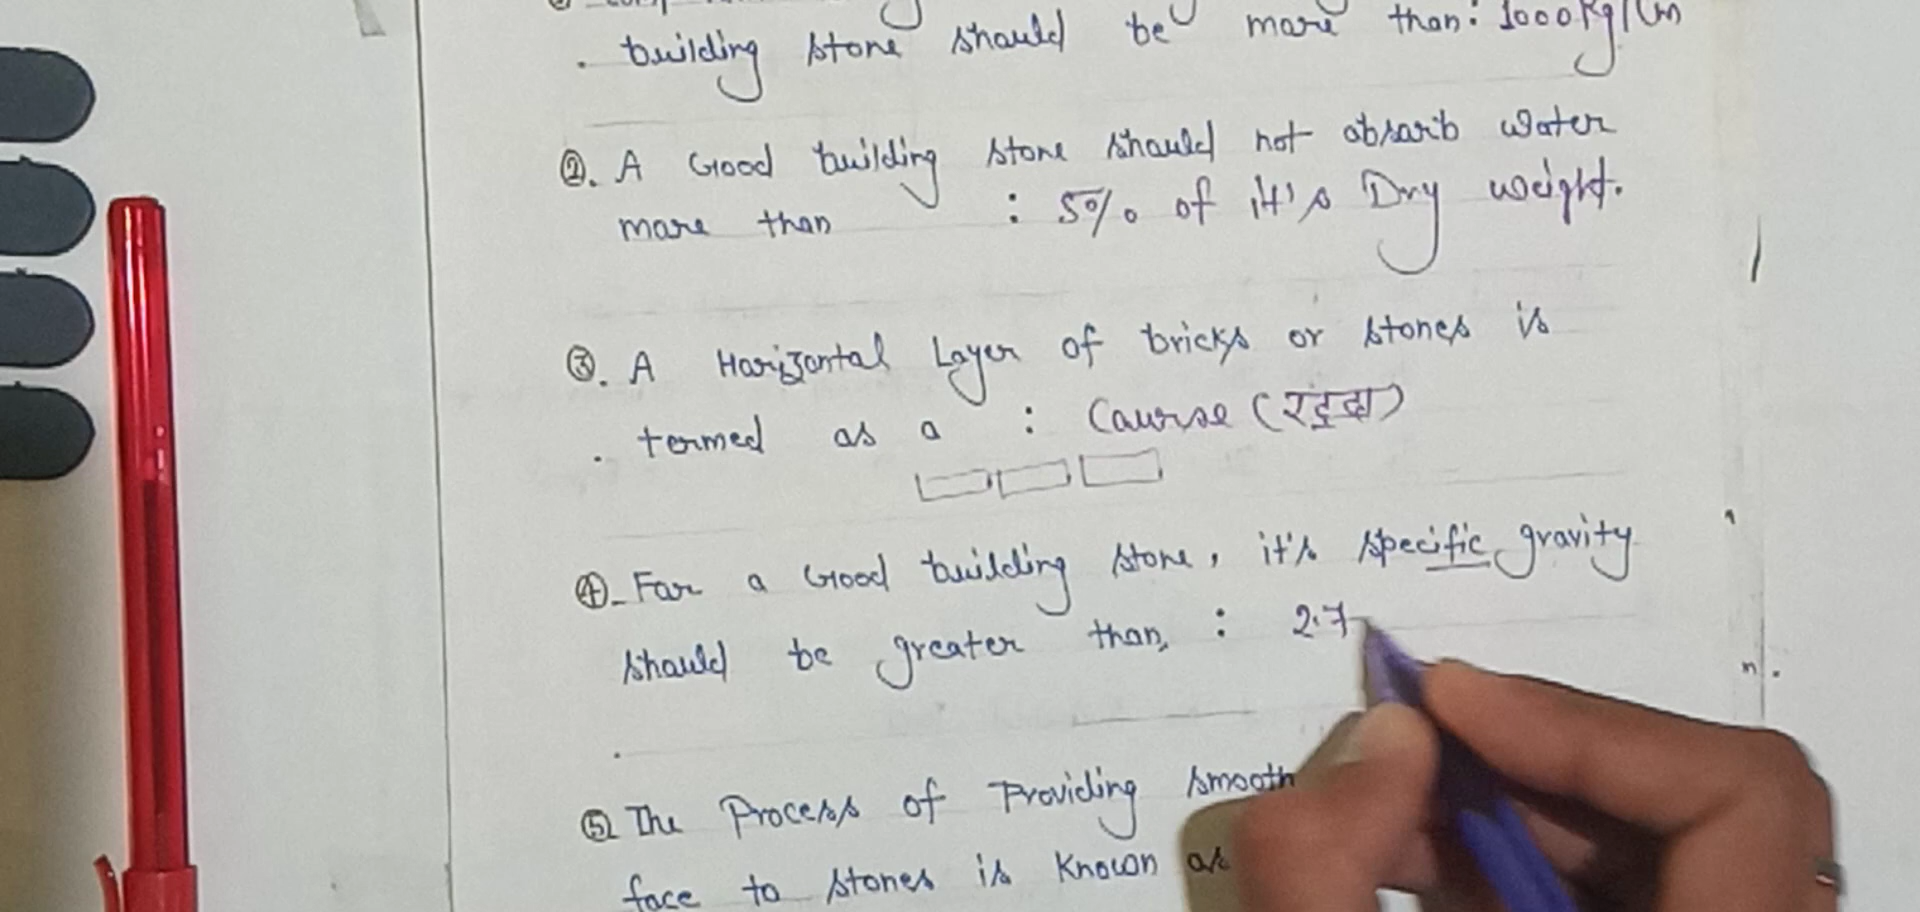 building stone should be more than: 1000 Kg/cm
②. A Good building stone should not absorb water
more than : 5% of it's Dry weight.
③. A Horizontal Layer of bricks or stones is
termed as a : Course (रद्दा)
④. For a Good building stone, it's specific gravity
should be greater than, : 2.7
⑤ The Process of Providing smooth
face to stones is Known as